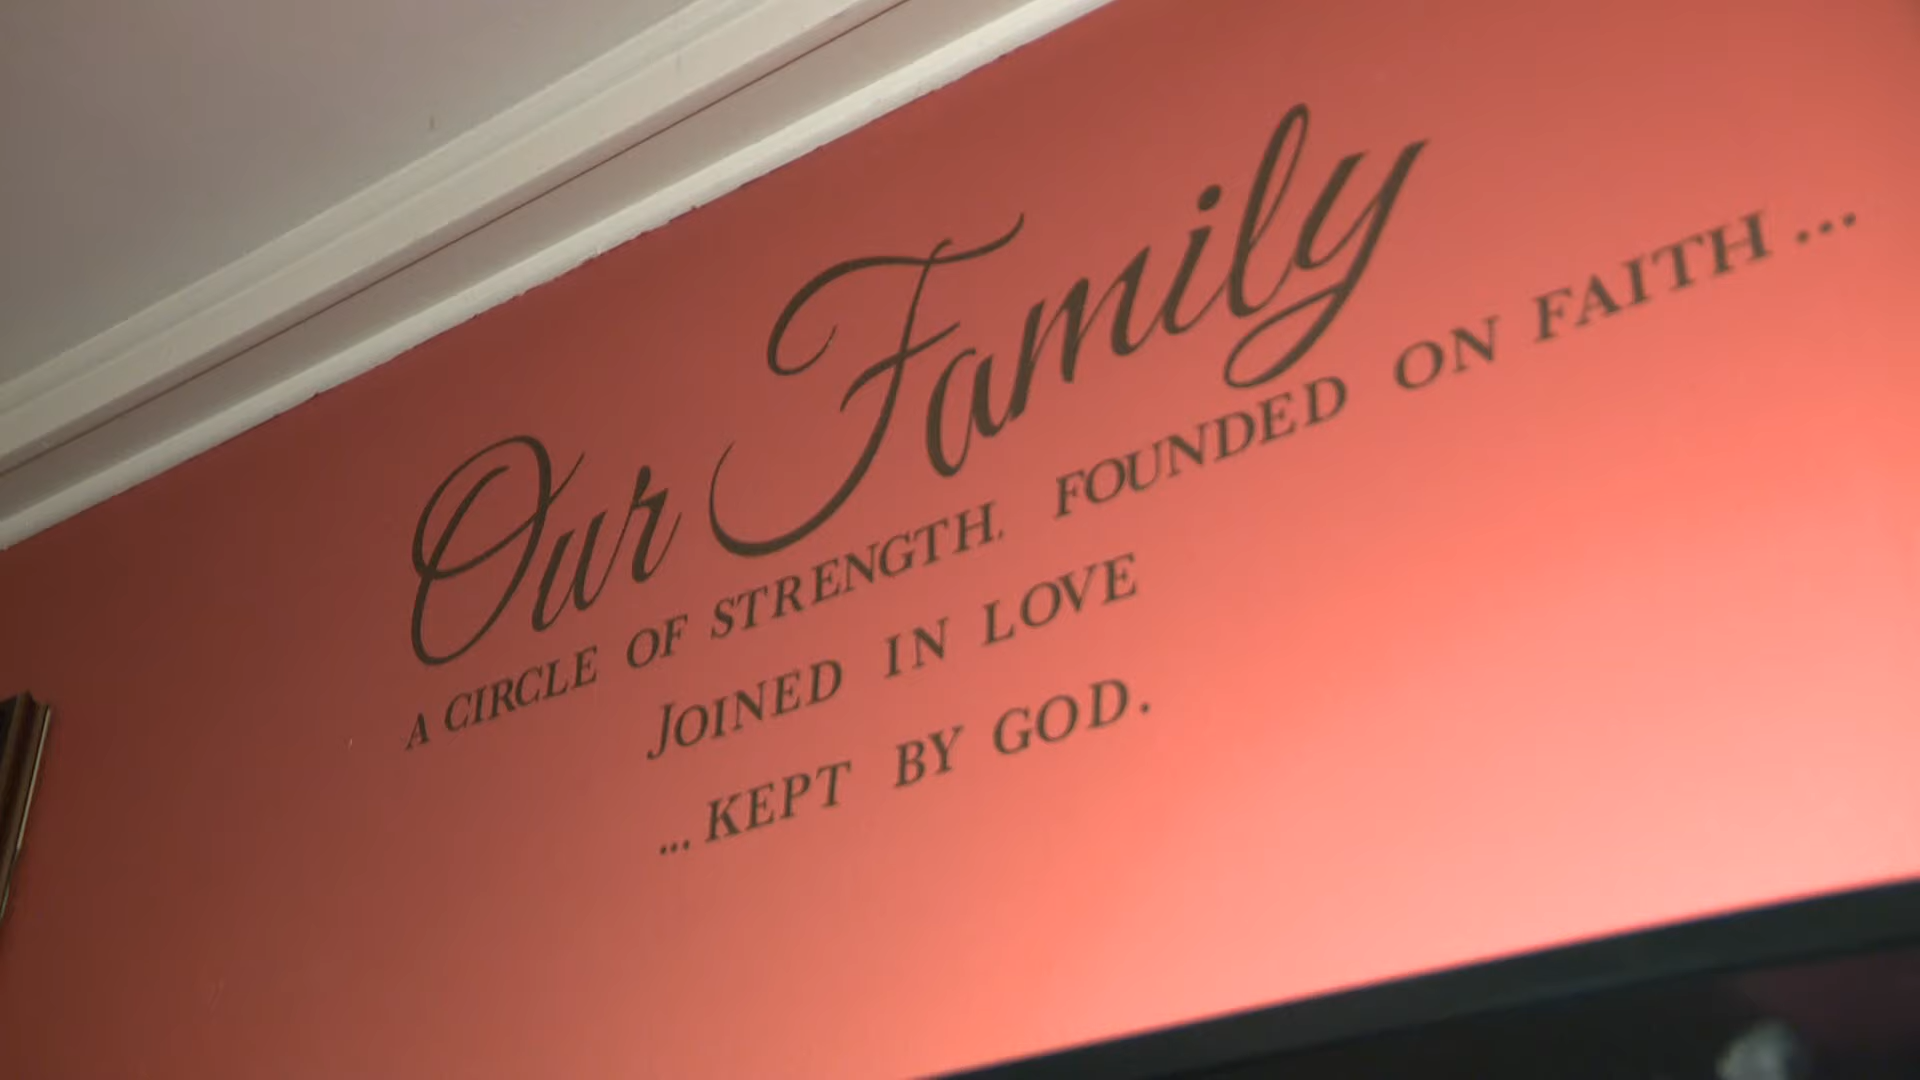 Our Family
A CIRCLE OF STRENGTH, FOUNDED ON FAITH...
JOINED IN LOVE
...KEPT BY GOD.